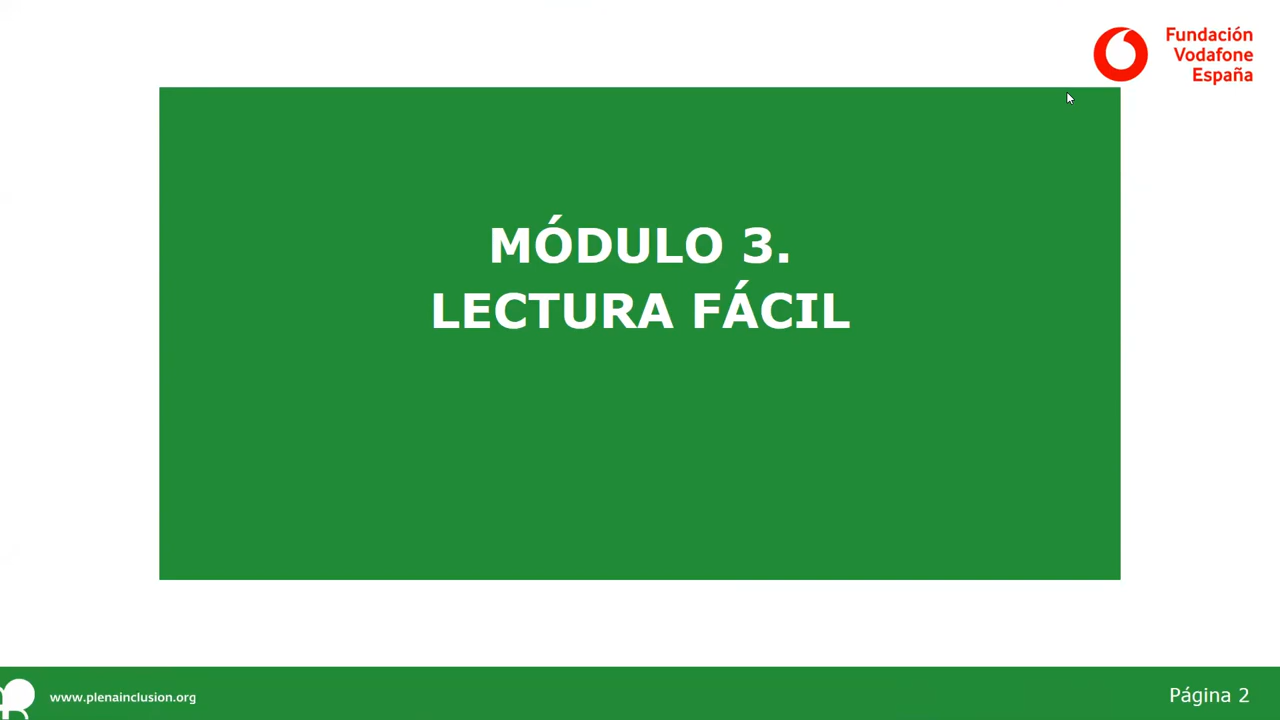 Fundación
Vodafone
España
MÓDULO 3.
LECTURA FÁCIL
www.plenainclusion.org
Página 2